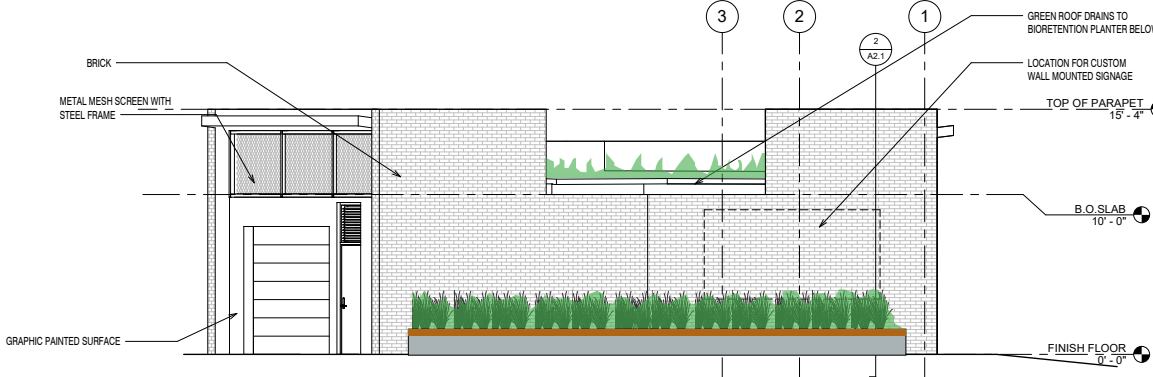 3
2
1
2
A2.1
GREEN ROOF DRAINS TO
BIORETENTION PLANTER BELOW
BRICK
LOCATION FOR CUSTOM
WALL MOUNTED SIGNAGE
METAL MESH SCREEN WITH
STEEL FRAME
TOP OF PARAPET
15' - 4"
B.O.SLAB
10' - 0"
GRAPHIC PAINTED SURFACE
FINISH FLOOR
0' - 0"